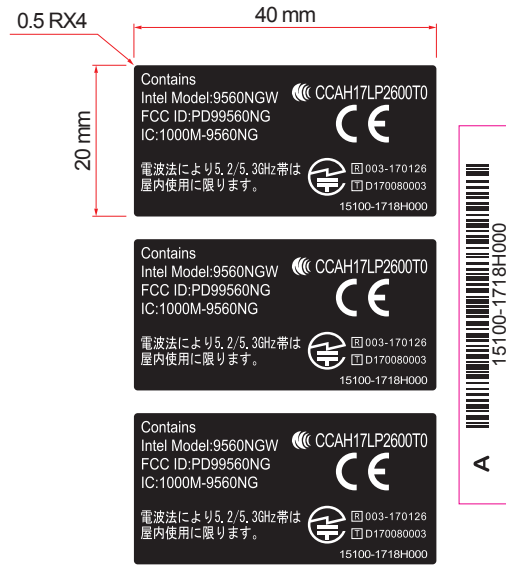 0.5 RX4
40 mm
20 mm
Contains
Intel Model:9560NGW
FCC ID:PD99560NG
IC:1000M-9560NG
CCAH17LP2600T0
CE
電波法により5.2/5.3GHz帯は
屋内使用に限ります。
R 003-170126
T D170080003
15100-1718H000
Contains
Intel Model:9560NGW
FCC ID:PD99560NG
IC:1000M-9560NG
CCAH17LP2600T0
CE
電波法により5.2/5.3GHz帯は
屋内使用に限ります。
R 003-170126
T D170080003
15100-1718H000
Contains
Intel Model:9560NGW
FCC ID:PD99560NG
IC:1000M-9560NG
CCAH17LP2600T0
CE
電波法により5.2/5.3GHz帯は
屋内使用に限ります。
R 003-170126
T D170080003
15100-1718H000
15100-1718H000
A